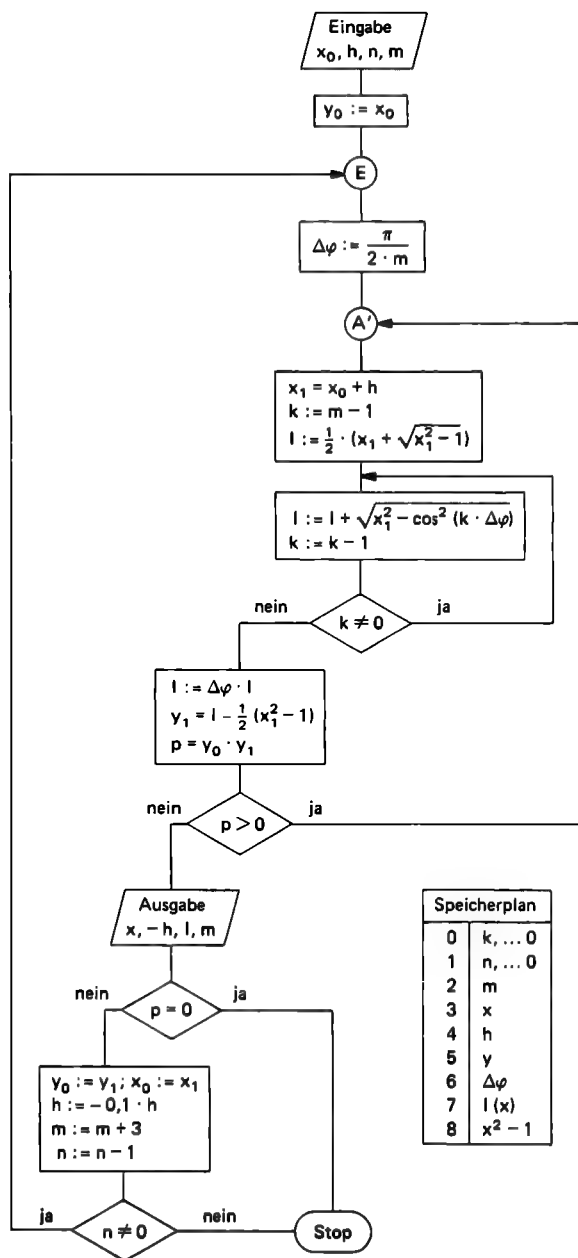 Eingabe
x₀, h, n, m
y₀ := x₀
E
Δφ := π / (2 · m)
A'
x₁ = x₀ + h
k := m − 1
l := ½ · (x₁ + √(x₁² − 1))
l := l + √(x₁² − cos² (k · Δφ))
k := k − 1
nein
k ≠ 0
ja
l := Δφ · l
y₁ = l − ½ (x₁² − 1)
p = y₀ · y₁
nein
p > 0
ja
Ausgabe
x, −h, l, m
nein
p = 0
ja
y₀ := y₁; x₀ := x₁
h := −0,1 · h
m := m + 3
n := n − 1
ja
n ≠ 0
nein
Stop
Speicherplan
0 k, ... 0
1 n, ... 0
2 m
3 x
4 h
5 y
6 Δφ
7 l (x)
8 x² − 1